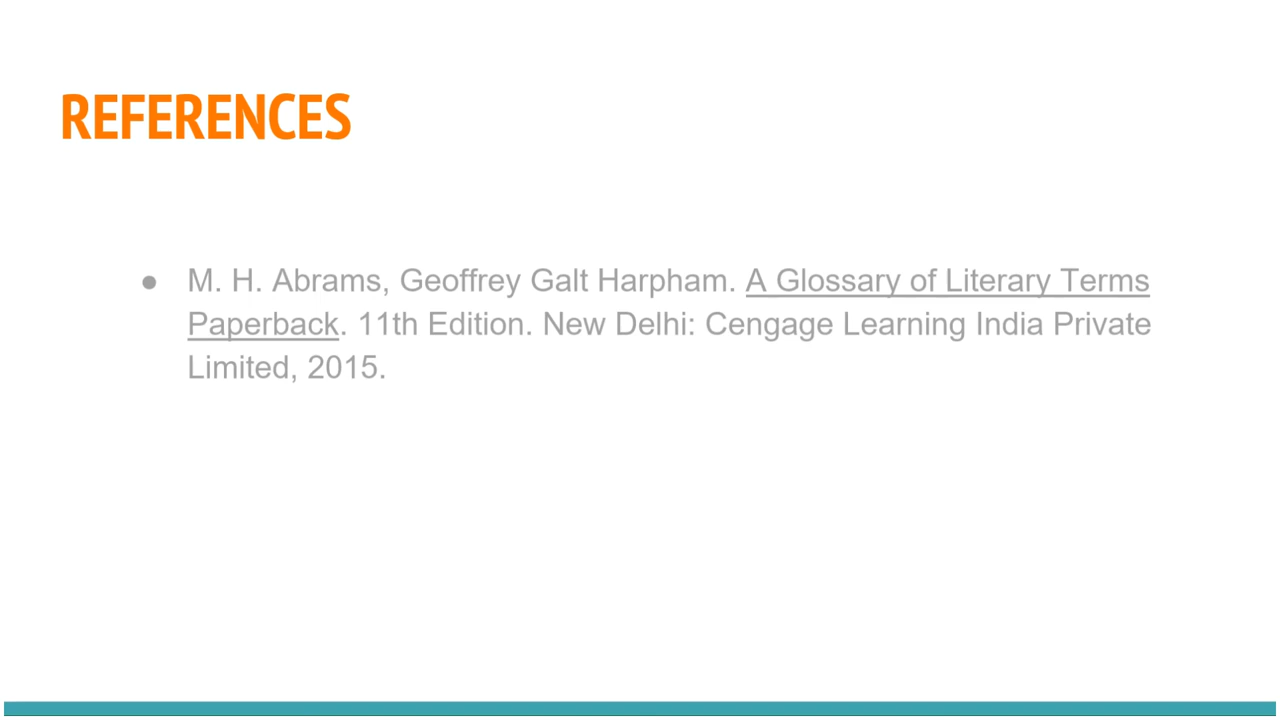 REFERENCES
● M. H. Abrams, Geoffrey Galt Harpham. A Glossary of Literary Terms
Paperback. 11th Edition. New Delhi: Cengage Learning India Private
Limited, 2015.